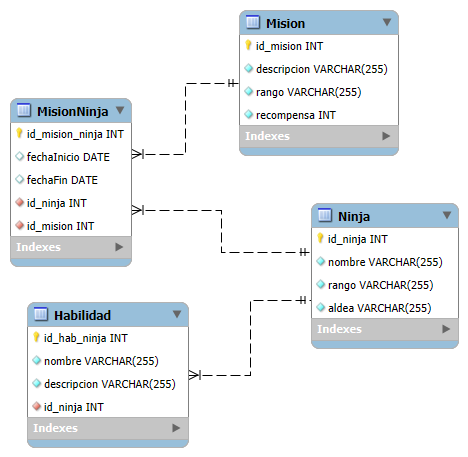 Mision
id_mision INT
descripcion VARCHAR(255)
rango VARCHAR(255)
recompensa INT
Indexes
MisionNinja
id_mision_ninja INT
fechaInicio DATE
fechaFin DATE
id_ninja INT
id_mision INT
Indexes
Ninja
id_ninja INT
nombre VARCHAR(255)
rango VARCHAR(255)
aldea VARCHAR(255)
Indexes
Habilidad
id_hab_ninja INT
nombre VARCHAR(255)
descripcion VARCHAR(255)
id_ninja INT
Indexes